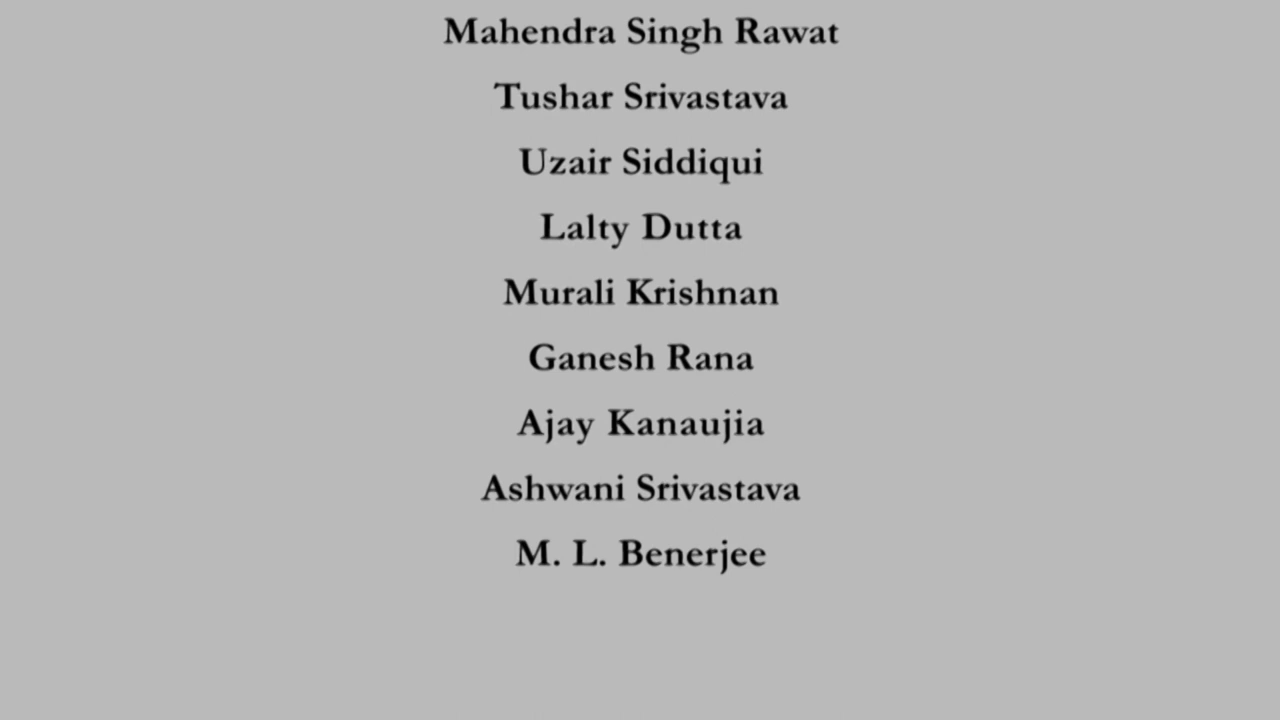 Mahendra Singh Rawat
Tushar Srivastava
Uzair Siddiqui
Lalty Dutta
Murali Krishnan
Ganesh Rana
Ajay Kanaujia
Ashwani Srivastava
M. L. Benerjee